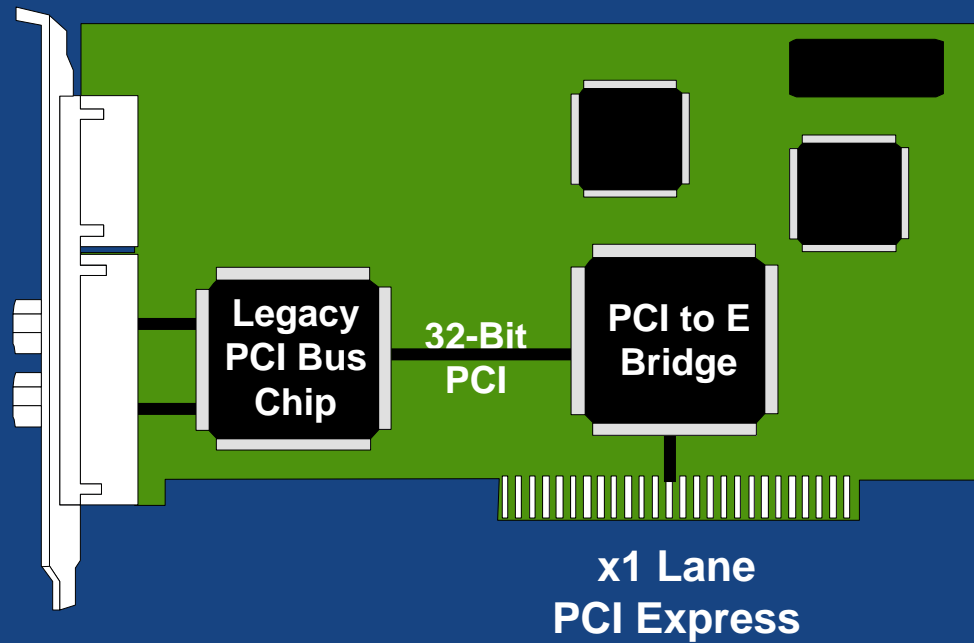 Legacy
PCI Bus
Chip
32-Bit
PCI
PCI to E
Bridge
x1 Lane
PCI Express